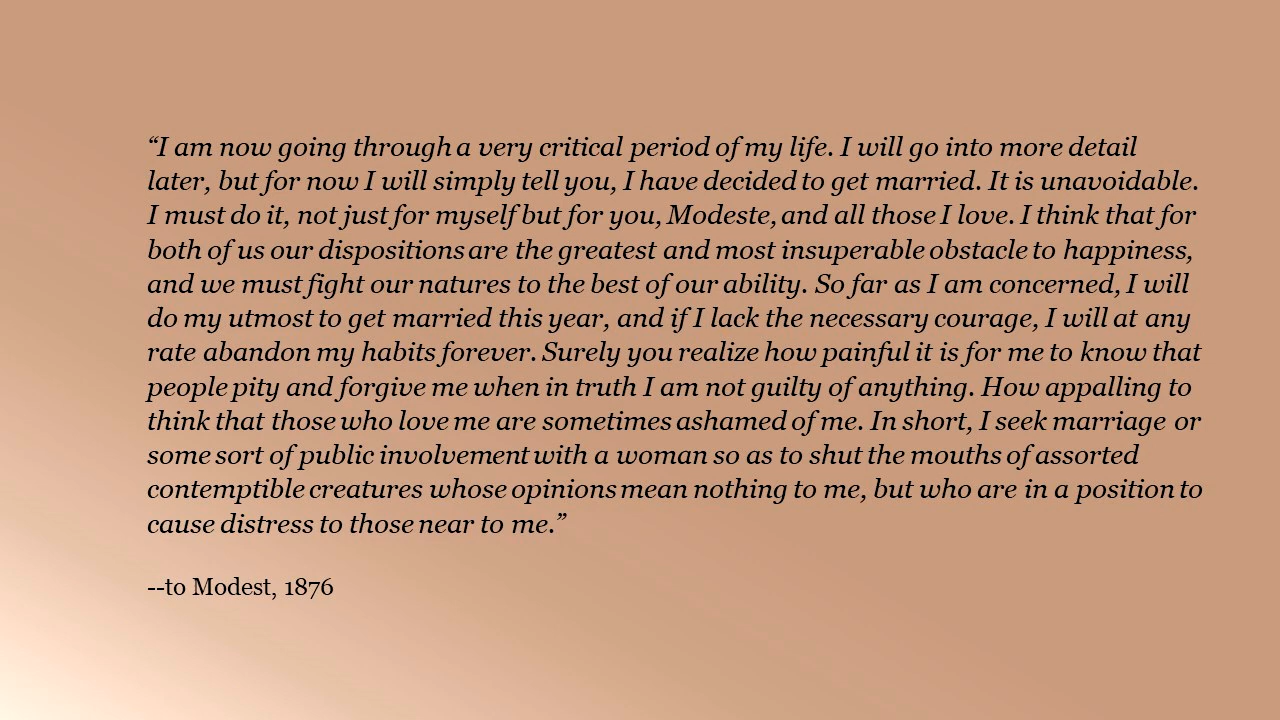 “I am now going through a very critical period of my life. I will go into more detail
later, but for now I will simply tell you, I have decided to get married. It is unavoidable.
I must do it, not just for myself but for you, Modeste, and all those I love. I think that for
both of us our dispositions are the greatest and most insuperable obstacle to happiness,
and we must fight our natures to the best of our ability. So far as I am concerned, I will
do my utmost to get married this year, and if I lack the necessary courage, I will at any
rate abandon my habits forever. Surely you realize how painful it is for me to know that
people pity and forgive me when in truth I am not guilty of anything. How appalling to
think that those who love me are sometimes ashamed of me. In short, I seek marriage or
some sort of public involvement with a woman so as to shut the mouths of assorted
contemptible creatures whose opinions mean nothing to me, but who are in a position to
cause distress to those near to me.”
--to Modest, 1876